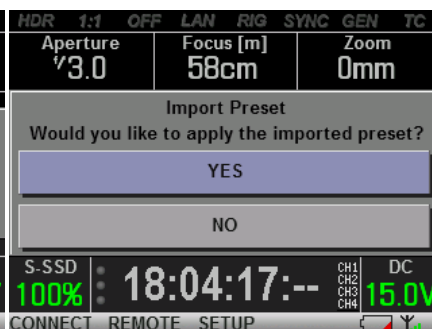 HDR 1:1 OFF LAN RIG SYNC GEN TC
Aperture Focus [m] Zoom
f/3.0 58cm 0mm
Import Preset
Would you like to apply the imported preset?
YES
NO
S-SSD CH1 DC
CH2
100% 18:04:17:-- CH3 15.0V
CH4
CONNECT REMOTE SETUP